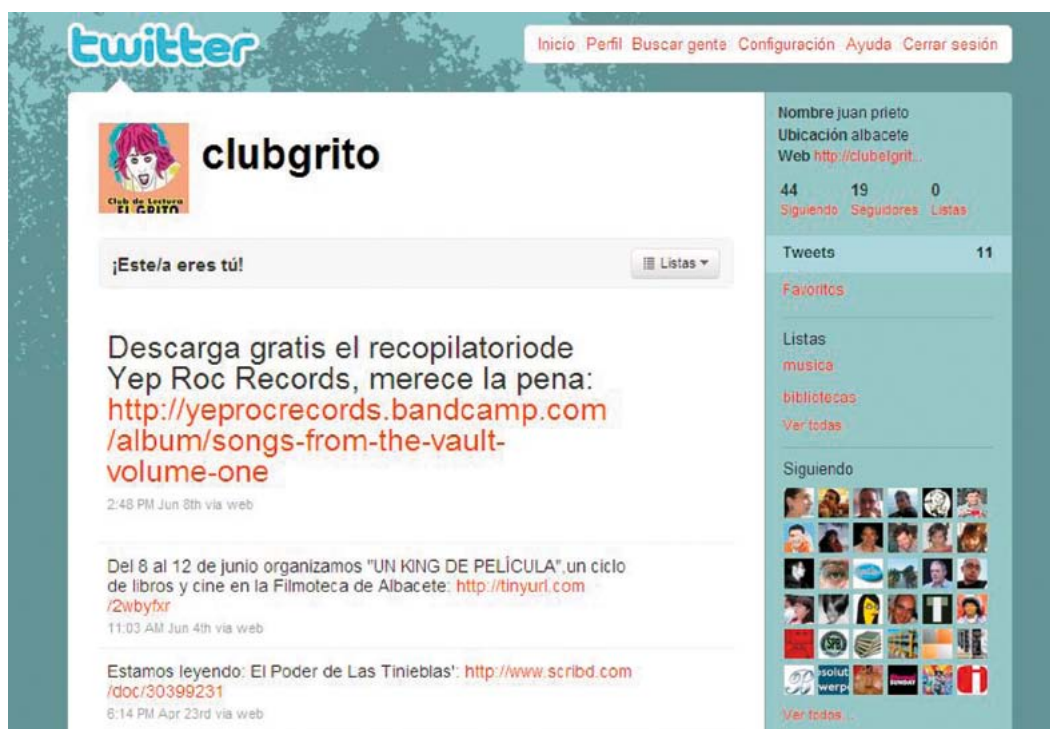 twitter
Inicio Perfil Buscar gente Configuración Ayuda Cerrar sesión
Club de Lectura
EL GRITO
clubgrito
¡Este/a eres tú!
Listas
Descarga gratis el recopilatoriode
Yep Roc Records, merece la pena:
http://yeprocrecords.bandcamp.com
/album/songs-from-the-vault-
volume-one
2:48 PM Jun 8th via web
Del 8 al 12 de junio organizamos "UN KING DE PELÍCULA",un ciclo
de libros y cine en la Filmoteca de Albacete: http://tinyurl.com
/2wbyfxr
11:03 AM Jun 4th via web
Estamos leyendo: El Poder de Las Tinieblas': http://www.scribd.com
/doc/30399231
6:14 PM Apr 23rd via web
Nombre juan prieto
Ubicación albacete
Web http://clubelgrit...
44 19 0
Siguiendo Seguidores Listas
Tweets 11
Favoritos
Listas
musica
bibliotecas
Ver todas
Siguiendo
T
SUNDAY
Ver todos...